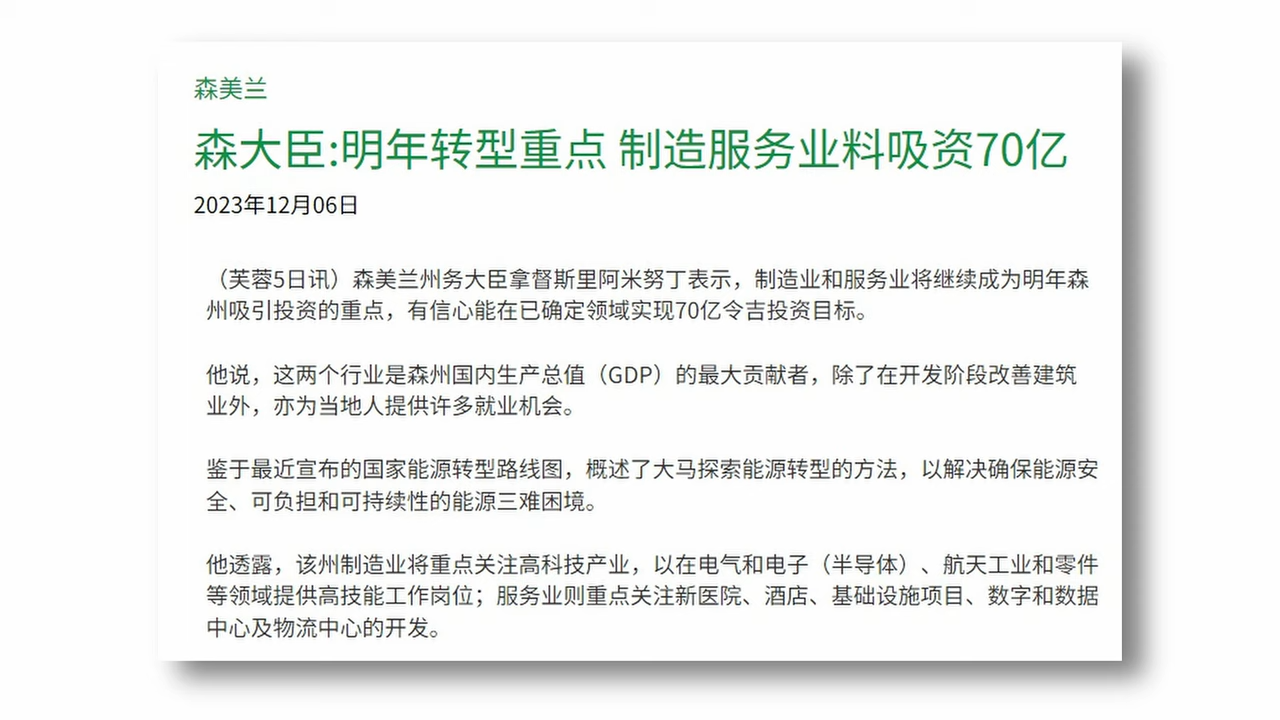 森美兰
森大臣:明年转型重点 制造服务业料吸资70亿
2023年12月06日
（芙蓉5日讯）森美兰州务大臣拿督斯里阿米努丁表示，制造业和服务业将继续成为明年森
州吸引投资的重点，有信心能在已确定领域实现70亿令吉投资目标。
他说，这两个行业是森州国内生产总值（GDP）的最大贡献者，除了在开发阶段改善建筑
业外，亦为当地人提供许多就业机会。
鉴于最近宣布的国家能源转型路线图，概述了大马探索能源转型的方法，以解决确保能源安
全、可负担和可持续性的能源三难困境。
他透露，该州制造业将重点关注高科技产业，以在电气和电子（半导体）、航天工业和零件
等领域提供高技能工作岗位；服务业则重点关注新医院、酒店、基础设施项目、数字和数据
中心及物流中心的开发。